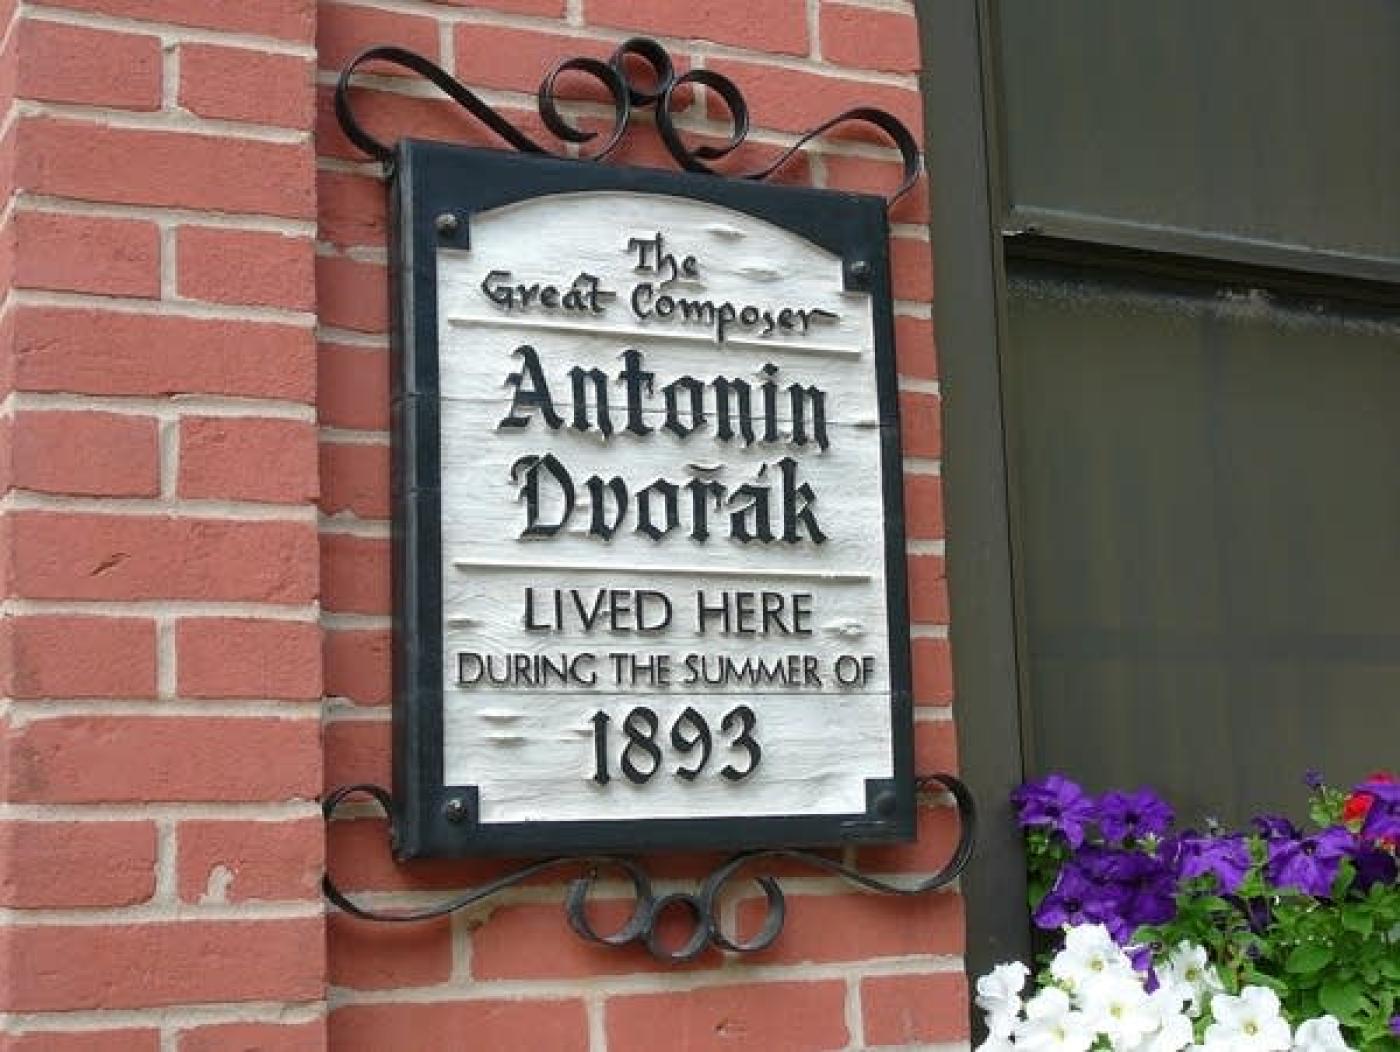 The
Great Composer
Antonin
Dvořák
LIVED HERE
DURING THE SUMMER OF
1893